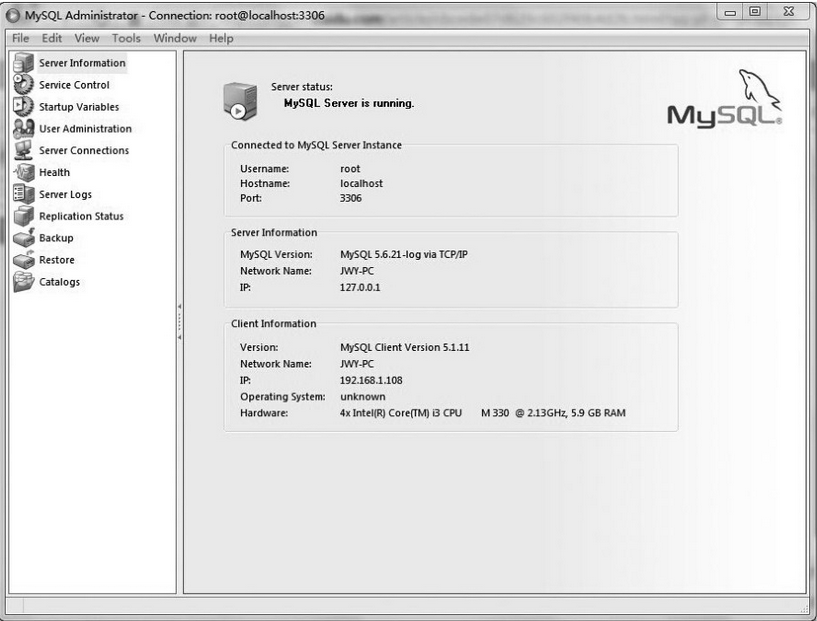 MySQL Administrator - Connection: root@localhost:3306
File Edit View Tools Window Help
Server Information
Service Control
Startup Variables
User Administration
Server Connections
Health
Server Logs
Replication Status
Backup
Restore
Catalogs
Server status:
MySQL Server is running.
MySQL®
Connected to MySQL Server Instance
Username: root
Hostname: localhost
Port: 3306
Server Information
MySQL Version: MySQL 5.6.21-log via TCP/IP
Network Name: JWY-PC
IP: 127.0.0.1
Client Information
Version: MySQL Client Version 5.1.11
Network Name: JWY-PC
IP: 192.168.1.108
Operating System: unknown
Hardware: 4x Intel(R) Core(TM) i3 CPU M 330 @ 2.13GHz, 5.9 GB RAM